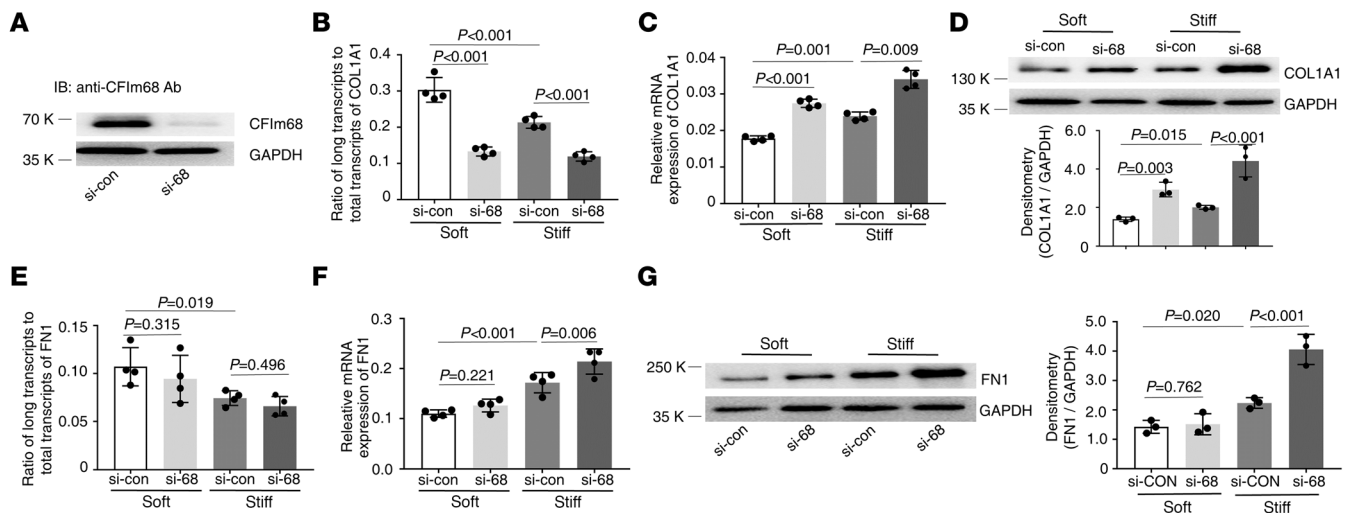 A
IB: anti-CFIm68 Ab
70 K
CFIm68
35 K
GAPDH
si-con
si-68
B
Ratio of long transcripts to
total transcripts of COL1A1
0.4
0.3
0.2
0.1
0
P<0.001
P<0.001
P<0.001
si-con
si-68
si-con
si-68
Soft
Stiff
C
Releative mRNA
expression of COL1A1
0.04
0.03
0.02
0.01
0
P=0.001
P=0.009
P<0.001
si-con
si-68
si-con
si-68
Soft
Stiff
D
Soft
Stiff
si-con
si-68
si-con
si-68
130 K
COL1A1
35 K
GAPDH
Densitometry
(COL1A1 / GAPDH)
6.0
4.0
2.0
0
P=0.015
P<0.001
P=0.003
E
Ratio of long transcripts to
total transcripts of FN1
0.15
0.10
0.05
0
P=0.019
P=0.315
P=0.496
si-con
si-68
si-con
si-68
Soft
Stiff
F
Releative mRNA
expression of FN1
0.3
0.2
0.1
0.0
P<0.001
P=0.006
P=0.221
si-con
si-68
si-con
si-68
Soft
Stiff
G
Soft
Stiff
250 K
FN1
35 K
GAPDH
si-con
si-68
si-con
si-68
Densitometry
(FN1 / GAPDH)
5.0
4.0
3.0
2.0
1.0
0
P=0.020
P<0.001
P=0.762
si-CON
si-68
si-CON
si-68
Soft
Stiff